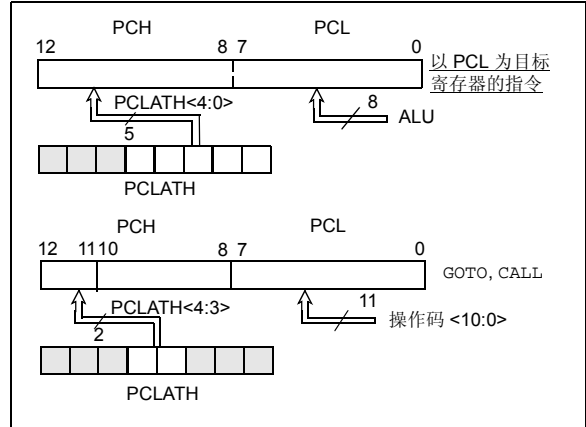 PCH PCL
12 8 7 0
以 PCL 为目标
寄存器的指令
PCLATH<4:0>
8
ALU
5
PCLATH
PCH PCL
12 1110 8 7 0
GOTO, CALL
PCLATH<4:3>
11
操作码 <10:0>
2
PCLATH